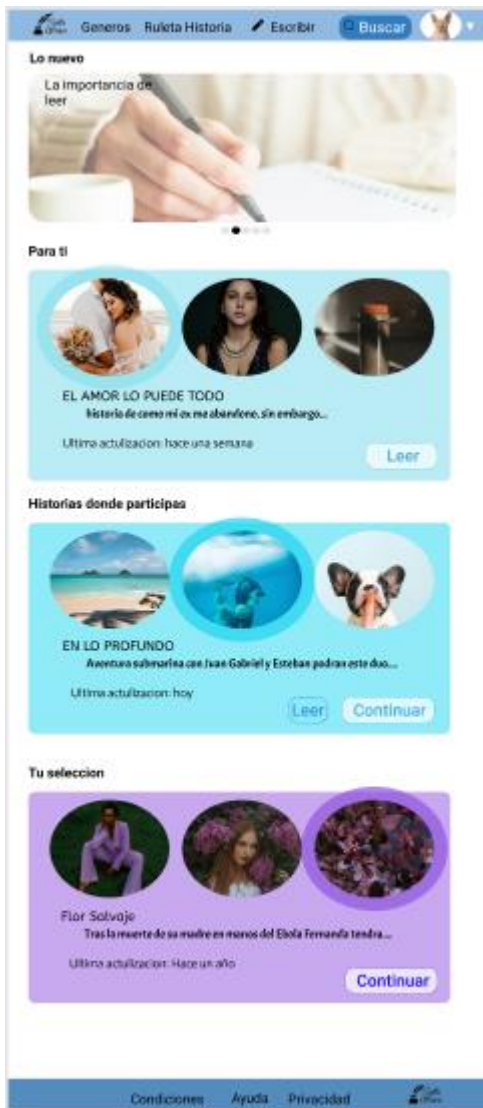 Generos Ruleta Historia Escribir Buscar
Lo nuevo
La importancia de
leer
Para ti
EL AMOR LO PUEDE TODO
historia de como mi ex me abandono, sin embargo...
Ultima actulizacion: hace una semana
Leer
Historias donde participas
EN LO PROFUNDO
Aventura submarina con Juan Gabriel y Esteban podran este duo...
Ultima actulizacion: hoy
Leer Continuar
Tu seleccion
Flor Salvaje
Tras la muerte de su madre en manos del Ebola Fernanda tendra...
Ultima actulizacion: Hace un año
Continuar
Condiciones Ayuda Privacidad